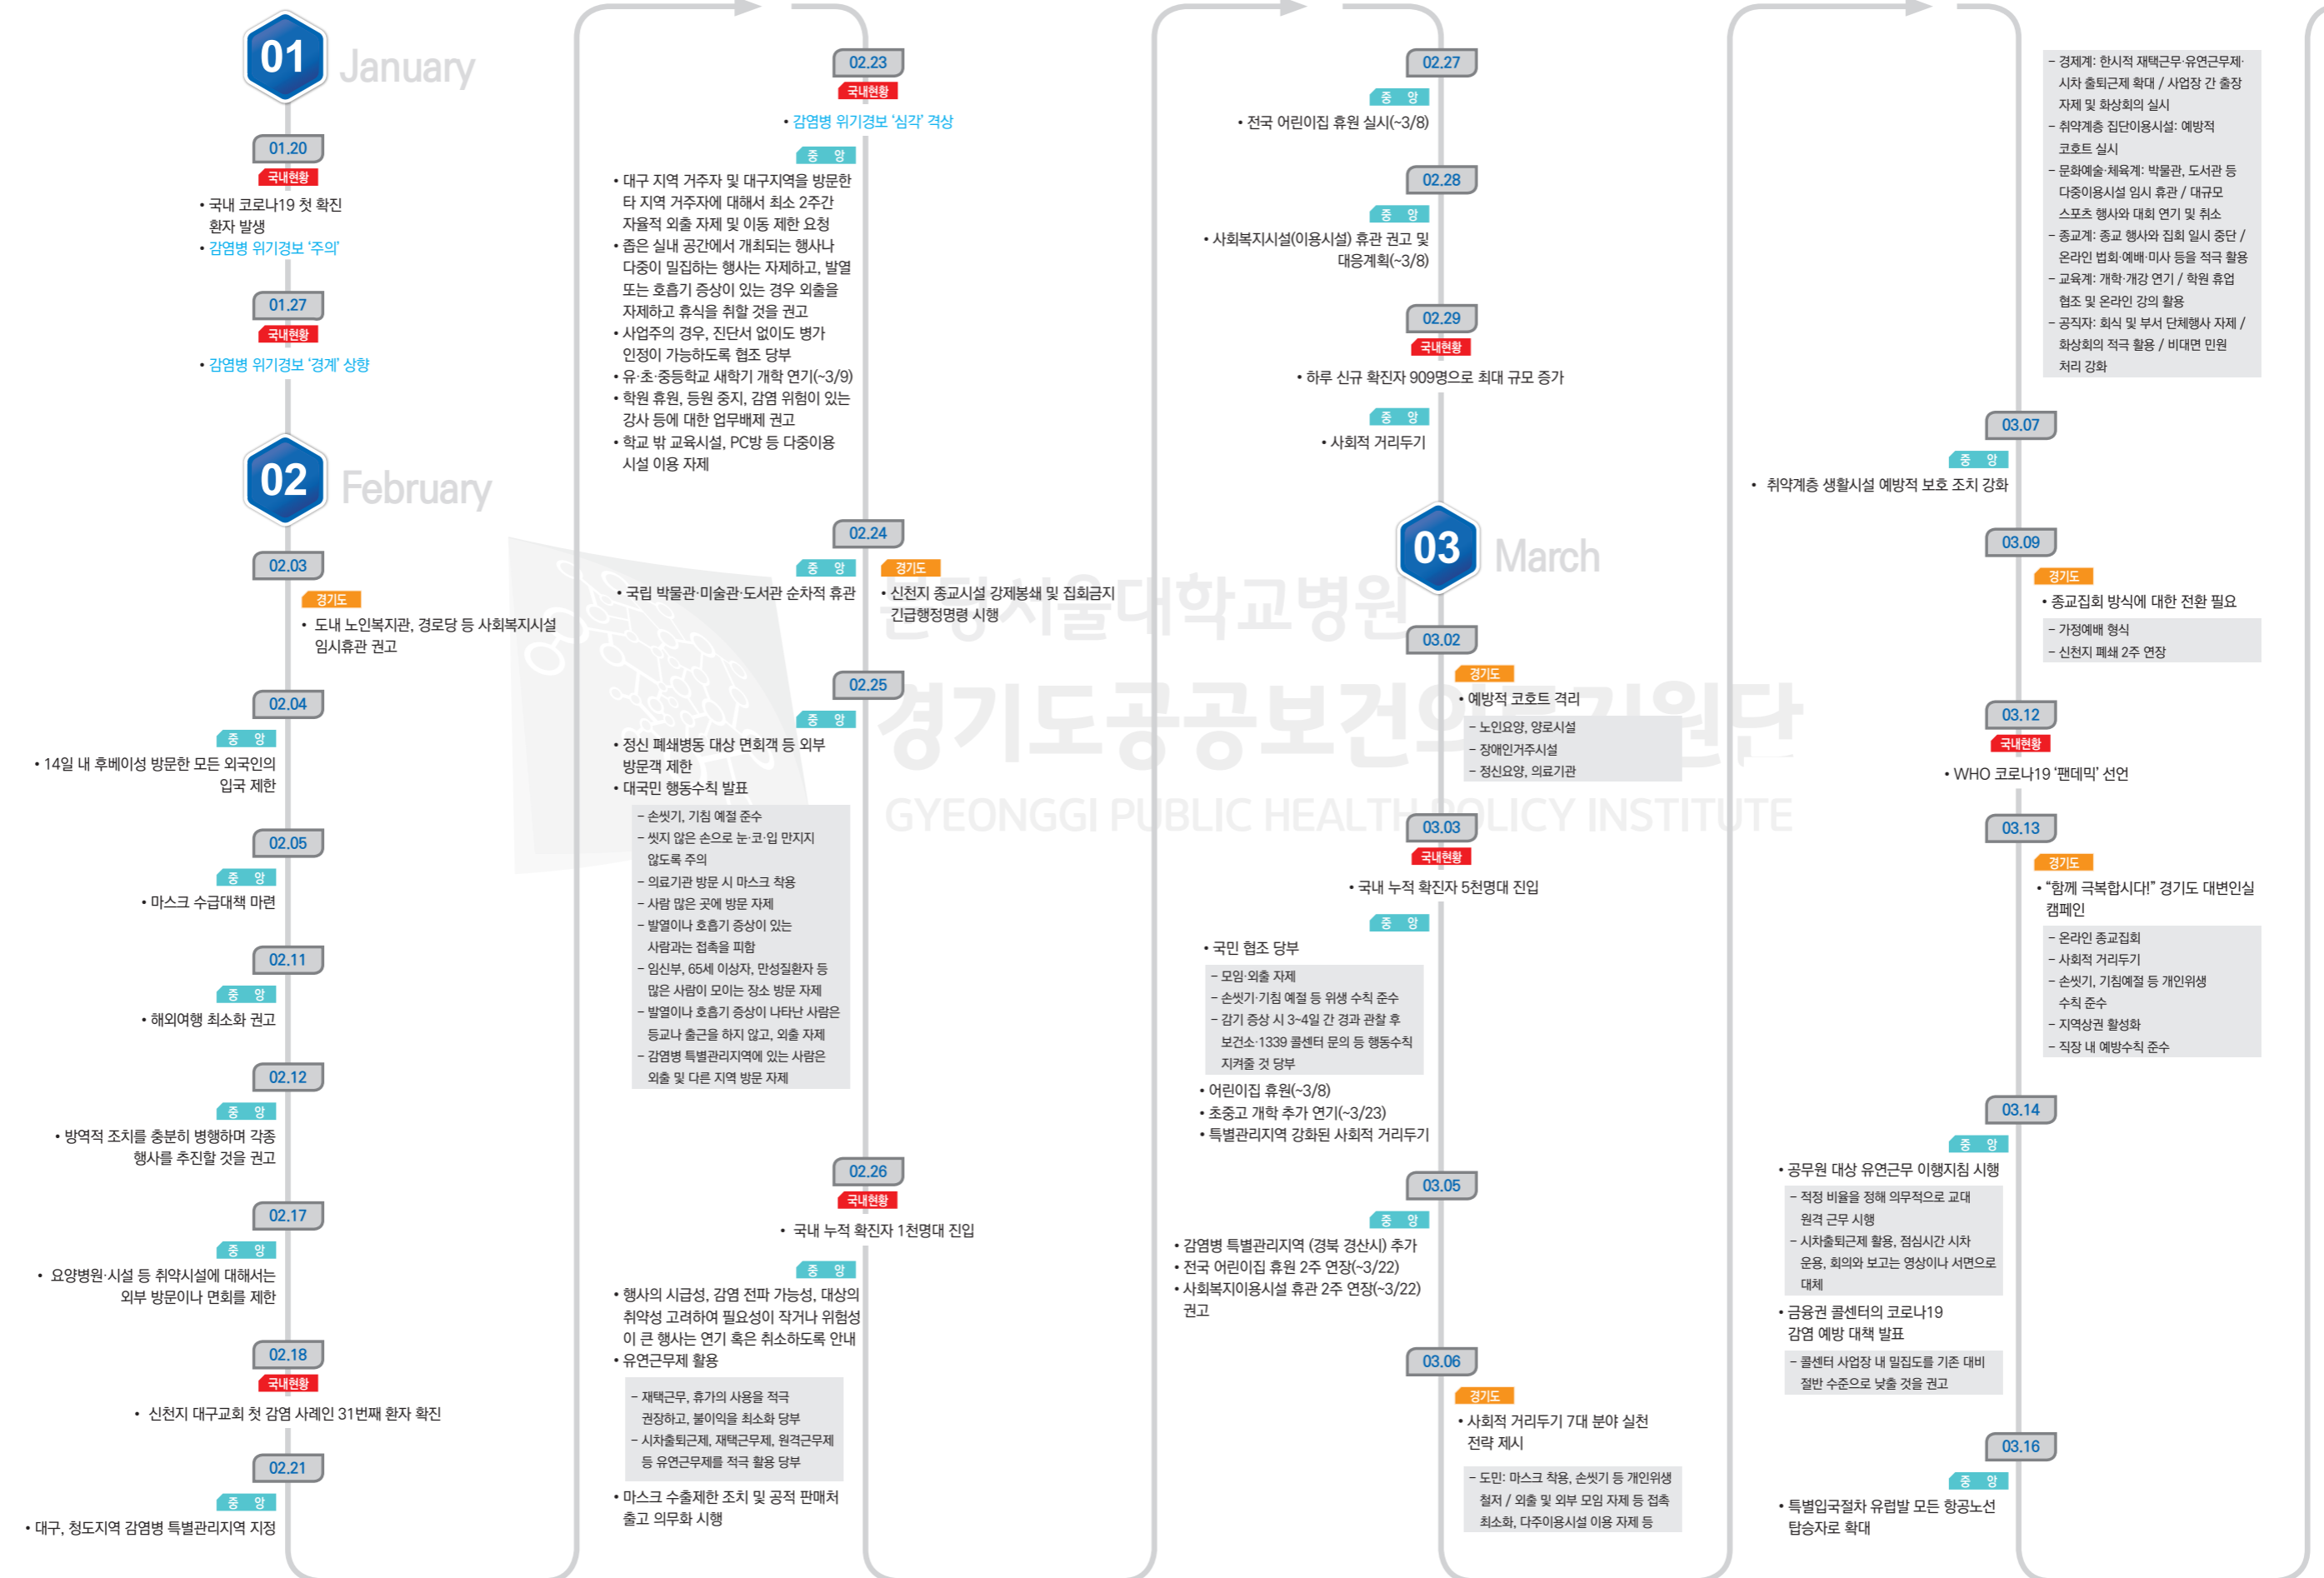 01
January
01.20
국내현황
• 국내 코로나19 첫 확진
환자 발생
• 감염병 위기경보 ‘주의’
01.27
국내현황
• 감염병 위기경보 ‘경계’ 상향
02
February
02.03
경기도
• 도내 노인복지관, 경로당 등 사회복지시설
임시휴관 권고
02.04
중 앙
• 14일 내 후베이성 방문한 모든 외국인의
입국 제한
02.05
중 앙
• 마스크 수급대책 마련
02.11
중 앙
• 해외여행 최소화 권고
02.12
중 앙
• 방역적 조치를 충분히 병행하며 각종
행사를 추진할 것을 권고
02.17
중 앙
• 요양병원·시설 등 취약시설에 대해서는
외부 방문이나 면회를 제한
02.18
국내현황
• 신천지 대구교회 첫 감염 사례인 31번째 환자 확진
02.21
중 앙
• 대구, 청도지역 감염병 특별관리지역 지정
02.23
국내현황
• 감염병 위기경보 ‘심각’ 격상
중 앙
• 대구 지역 거주자 및 대구지역을 방문한
타 지역 거주자에 대해서 최소 2주간
자율적 외출 자제 및 이동 제한 요청
• 좁은 실내 공간에서 개최되는 행사나
다중이 밀집하는 행사는 자제하고, 발열
또는 호흡기 증상이 있는 경우 외출을
자제하고 휴식을 취할 것을 권고
• 사업주의 경우, 진단서 없이도 병가
인정이 가능하도록 협조 당부
• 유·초·중등학교 새학기 개학 연기(~3/9)
• 학원 휴원, 등원 중지, 감염 위험이 있는
강사 등에 대한 업무배제 권고
• 학교 밖 교육시설, PC방 등 다중이용
시설 이용 자제
02.24
중 앙
• 국립 박물관·미술관·도서관 순차적 휴관
경기도
• 신천지 종교시설 강제봉쇄 및 집회금지
긴급행정명령 시행
02.25
중 앙
• 정신 폐쇄병동 대상 면회객 등 외부
방문객 제한
• 대국민 행동수칙 발표
– 손씻기, 기침 예절 준수
– 씻지 않은 손으로 눈·코·입 만지지
않도록 주의
– 의료기관 방문 시 마스크 착용
– 사람 많은 곳에 방문 자제
– 발열이나 호흡기 증상이 있는
사람과는 접촉을 피함
– 임신부, 65세 이상자, 만성질환자 등
많은 사람이 모이는 장소 방문 자제
– 발열이나 호흡기 증상이 나타난 사람은
등교나 출근을 하지 않고, 외출 자제
– 감염병 특별관리지역에 있는 사람은
외출 및 다른 지역 방문 자제
02.26
국내현황
• 국내 누적 확진자 1천명대 진입
중 앙
• 행사의 시급성, 감염 전파 가능성, 대상의
취약성 고려하여 필요성이 작거나 위험성
이 큰 행사는 연기 혹은 취소하도록 안내
• 유연근무제 활용
– 재택근무, 휴가의 사용을 적극
권장하고, 불이익을 최소화 당부
– 시차출퇴근제, 재택근무제, 원격근무제
등 유연근무제를 적극 활용 당부
• 마스크 수출제한 조치 및 공적 판매처
출고 의무화 시행
02.27
중 앙
• 전국 어린이집 휴원 실시(~3/8)
02.28
중 앙
• 사회복지시설(이용시설) 휴관 권고 및
대응계획(~3/8)
02.29
국내현황
• 하루 신규 확진자 909명으로 최대 규모 증가
중 앙
• 사회적 거리두기
03
March
03.02
경기도
• 예방적 코호트 격리
– 노인요양, 양로시설
– 장애인거주시설
– 정신요양, 의료기관
03.03
국내현황
• 국내 누적 확진자 5천명대 진입
중 앙
• 국민 협조 당부
– 모임·외출 자제
– 손씻기·기침 예절 등 위생 수칙 준수
– 감기 증상 시 3~4일 간 경과 관찰 후
보건소·1339 콜센터 문의 등 행동수칙
지켜줄 것 당부
• 어린이집 휴원(~3/8)
• 초중고 개학 추가 연기(~3/23)
• 특별관리지역 강화된 사회적 거리두기
03.05
중 앙
• 감염병 특별관리지역 (경북 경산시) 추가
• 전국 어린이집 휴원 2주 연장(~3/22)
• 사회복지이용시설 휴관 2주 연장(~3/22)
권고
03.06
경기도
• 사회적 거리두기 7대 분야 실천
전략 제시
– 도민: 마스크 착용, 손씻기 등 개인위생
철저 / 외출 및 외부 모임 자제 등 접촉
최소화, 다주이용시설 이용 자제 등
– 경제계: 한시적 재택근무·유연근무제·
시차 출퇴근제 확대 / 사업장 간 출장
자제 및 화상회의 실시
– 취약계층 집단이용시설: 예방적
코호트 실시
– 문화예술·체육계: 박물관, 도서관 등
다중이용시설 임시 휴관 / 대규모
스포츠 행사와 대회 연기 및 취소
– 종교계: 종교 행사와 집회 일시 중단 /
온라인 법회·예배·미사 등을 적극 활용
– 교육계: 개학·개강 연기 / 학원 휴업
협조 및 온라인 강의 활용
– 공직자: 회식 및 부서 단체행사 자제 /
화상회의 적극 활용 / 비대면 민원
처리 강화
03.07
중 앙
• 취약계층 생활시설 예방적 보호 조치 강화
03.09
경기도
• 종교집회 방식에 대한 전환 필요
– 가정예배 형식
– 신천지 폐쇄 2주 연장
03.12
국내현황
• WHO 코로나19 ‘팬데믹’ 선언
03.13
경기도
• “함께 극복합시다!” 경기도 대변인실
캠페인
– 온라인 종교집회
– 사회적 거리두기
– 손씻기, 기침예절 등 개인위생
수칙 준수
– 지역상권 활성화
– 직장 내 예방수칙 준수
03.14
중 앙
• 공무원 대상 유연근무 이행지침 시행
– 적정 비율을 정해 의무적으로 교대
원격 근무 시행
– 시차출퇴근제 활용, 점심시간 시차
운용, 회의와 보고는 영상이나 서면으로
대체
• 금융권 콜센터의 코로나19
감염 예방 대책 발표
– 콜센터 사업장 내 밀집도를 기존 대비
절반 수준으로 낮출 것을 권고
03.16
중 앙
• 특별입국절차 유럽발 모든 항공노선
탑승자로 확대
분당서울대학교병원
경기도공공보건의료지원단
GYEONGGI PUBLIC HEALTH POLICY INSTITUTE